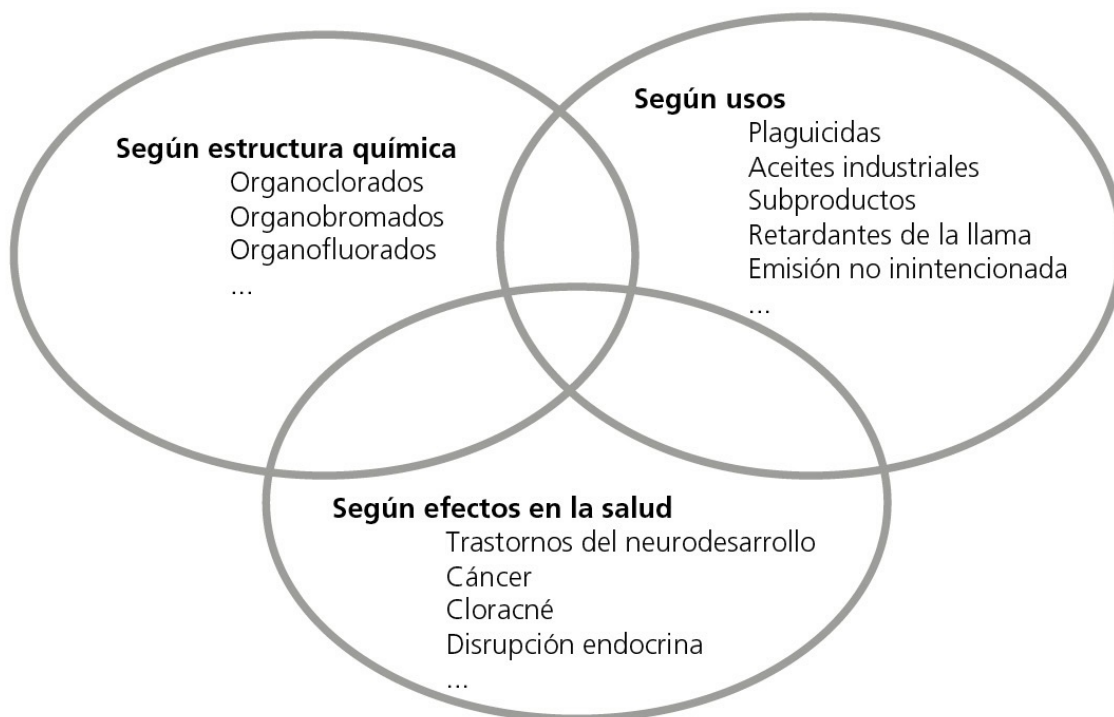 Según estructura química
Organoclorados
Organobromados
Organofluorados
...
Según usos
Plaguicidas
Aceites industriales
Subproductos
Retardantes de la llama
Emisión no inintencionada
...
Según efectos en la salud
Trastornos del neurodesarrollo
Cáncer
Cloracné
Disrupción endocrina
...